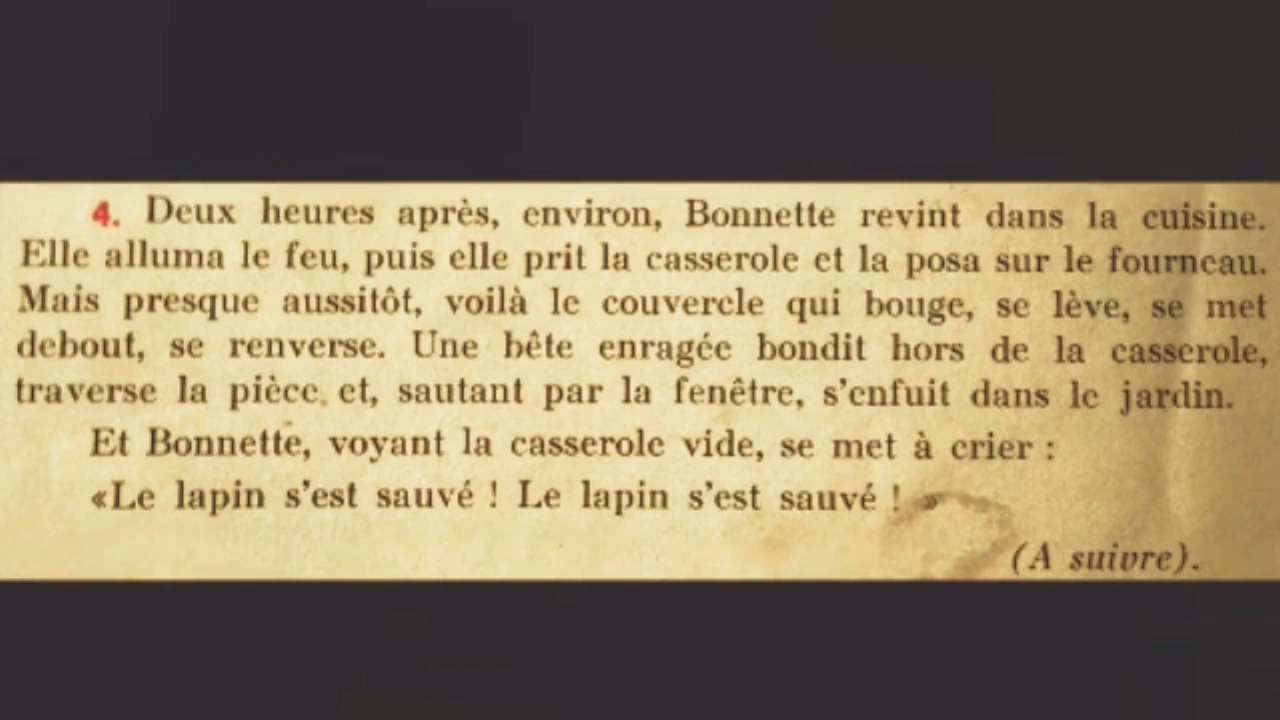 4. Deux heures après, environ, Bonnette revint dans la cuisine.
Elle alluma le feu, puis elle prit la casserole et la posa sur le fourneau.
Mais presque aussitôt, voilà le couvercle qui bouge, se lève, se met
debout, se renverse. Une bête enragée bondit hors de la casserole,
traverse la pièce et, sautant par la fenêtre, s'enfuit dans le jardin.
Et Bonnette, voyant la casserole vide, se met à crier :
«Le lapin s'est sauvé ! Le lapin s'est sauvé ! »
(A suivre).